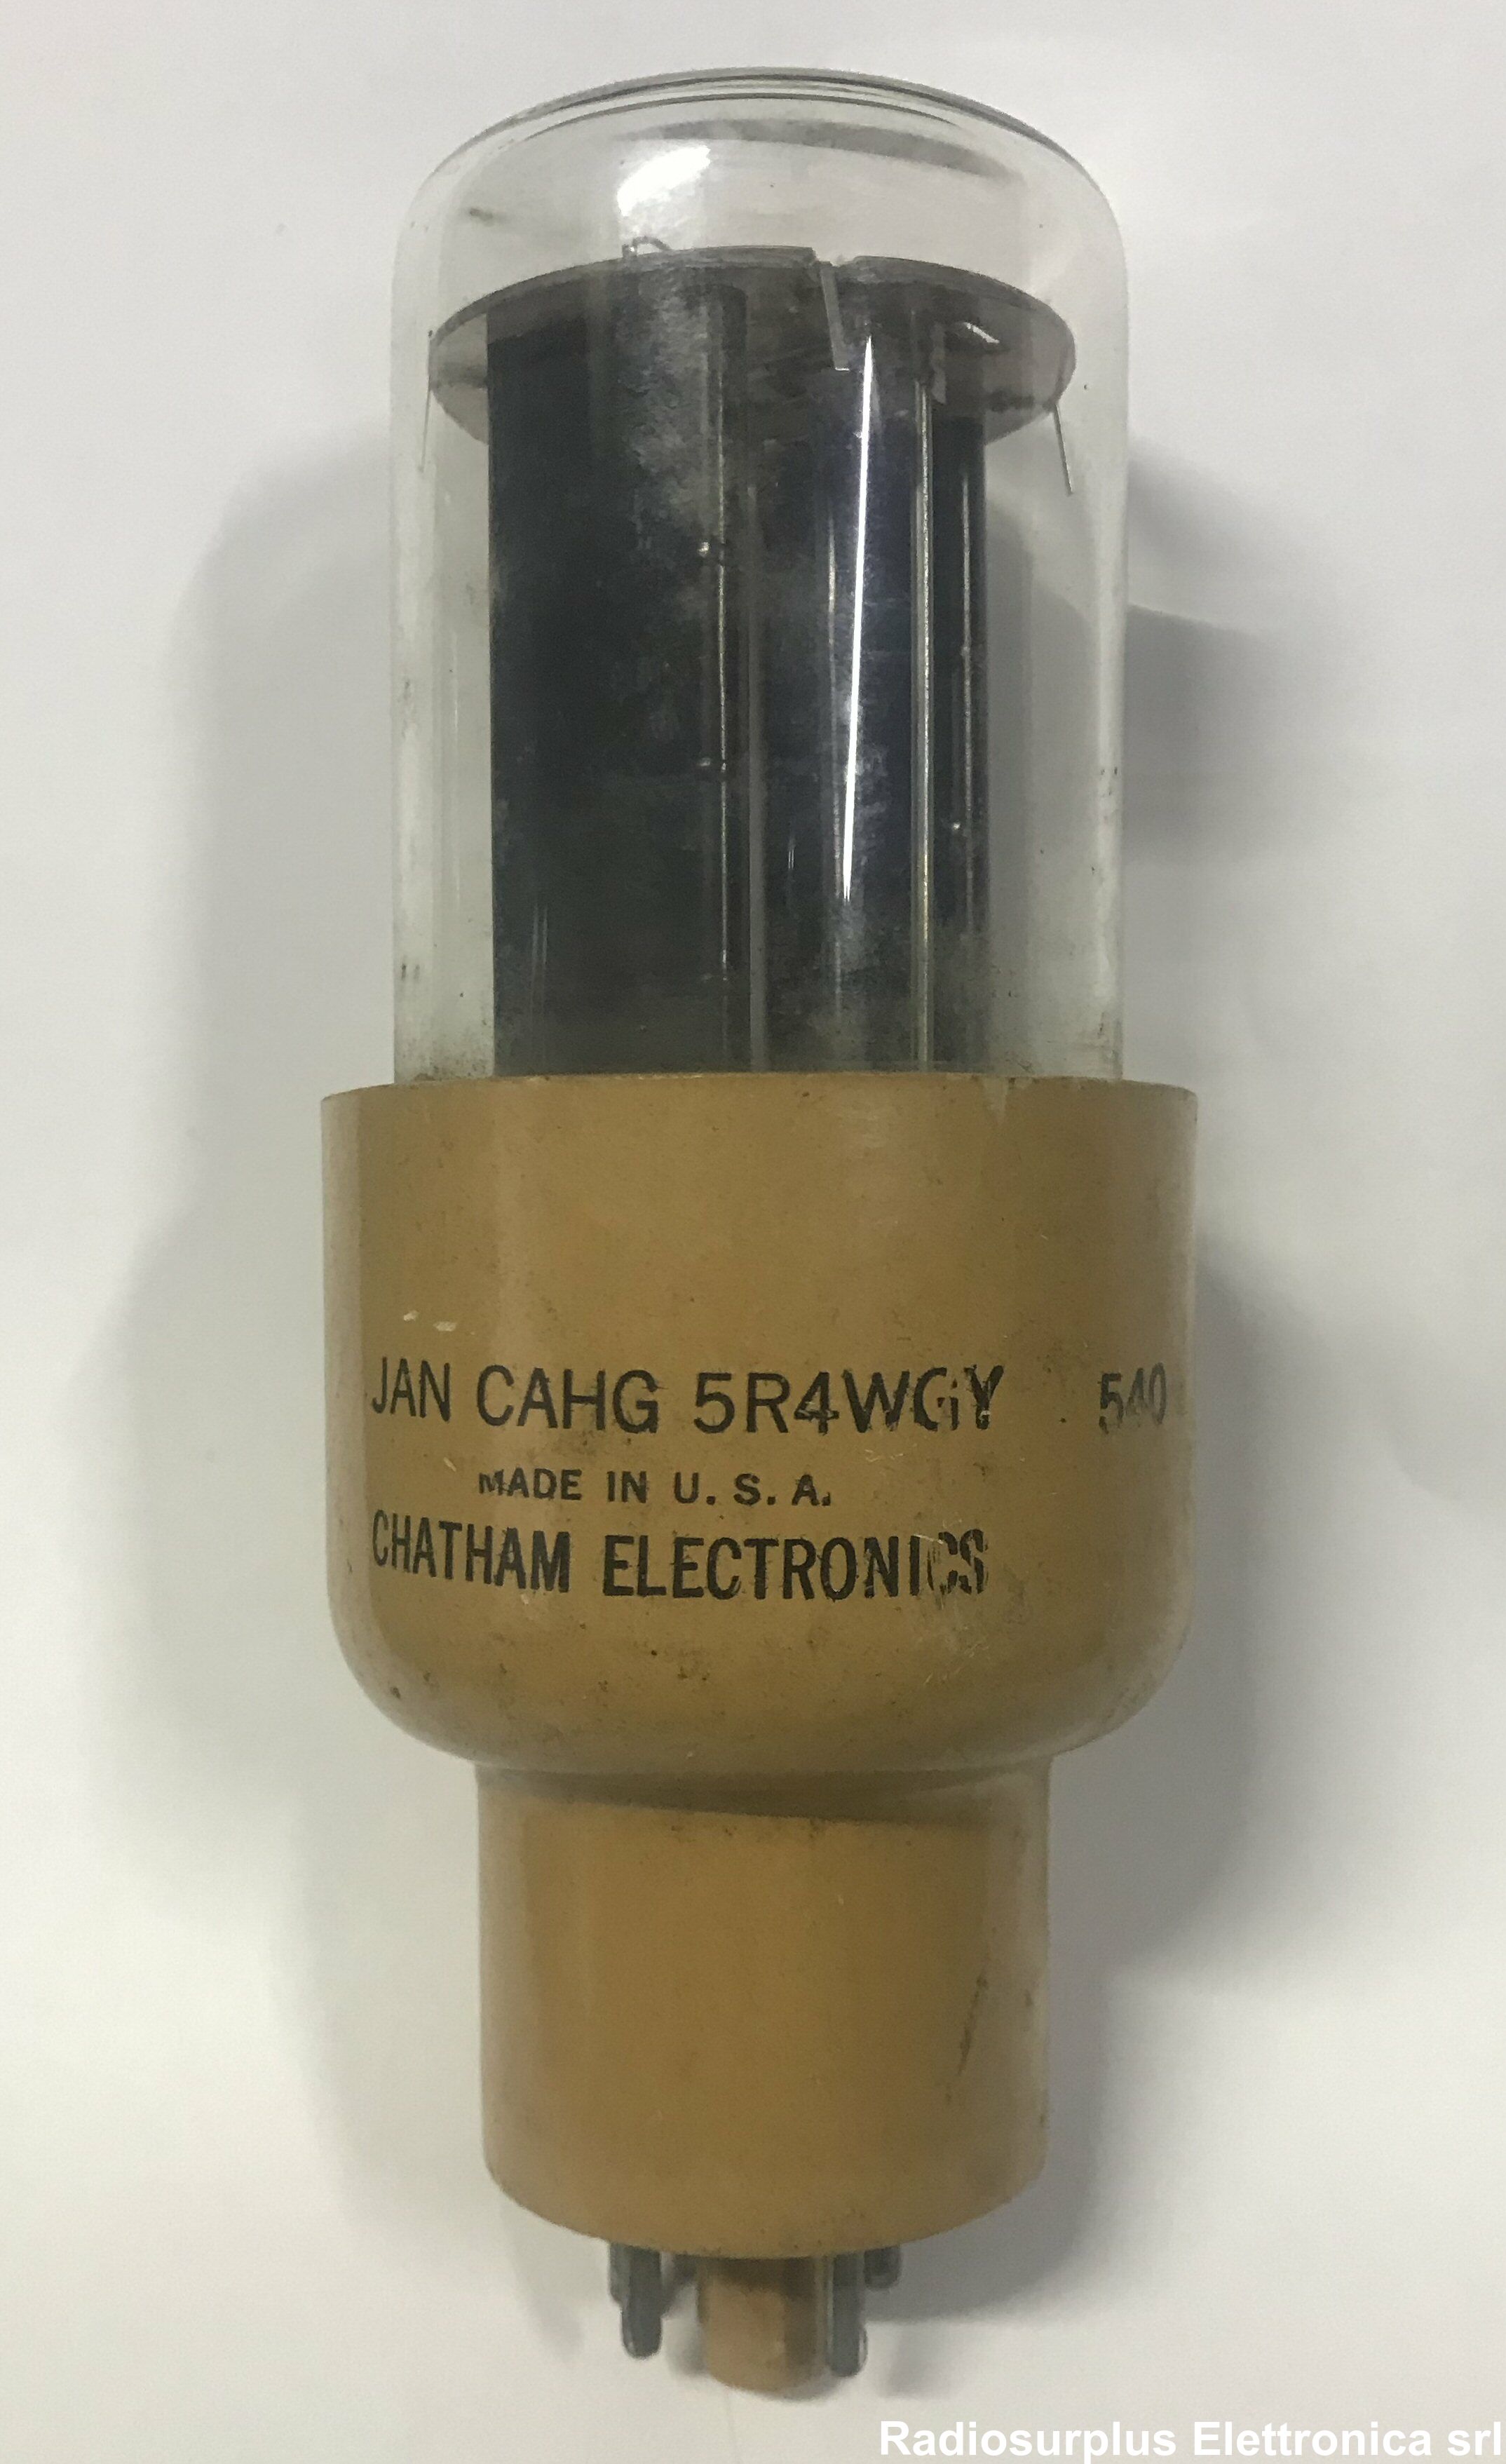 JAN CAHG 5R4WGY 540
MADE IN U. S. A.
CHATHAM ELECTRONICS
Radiosurplus Elettronica srl